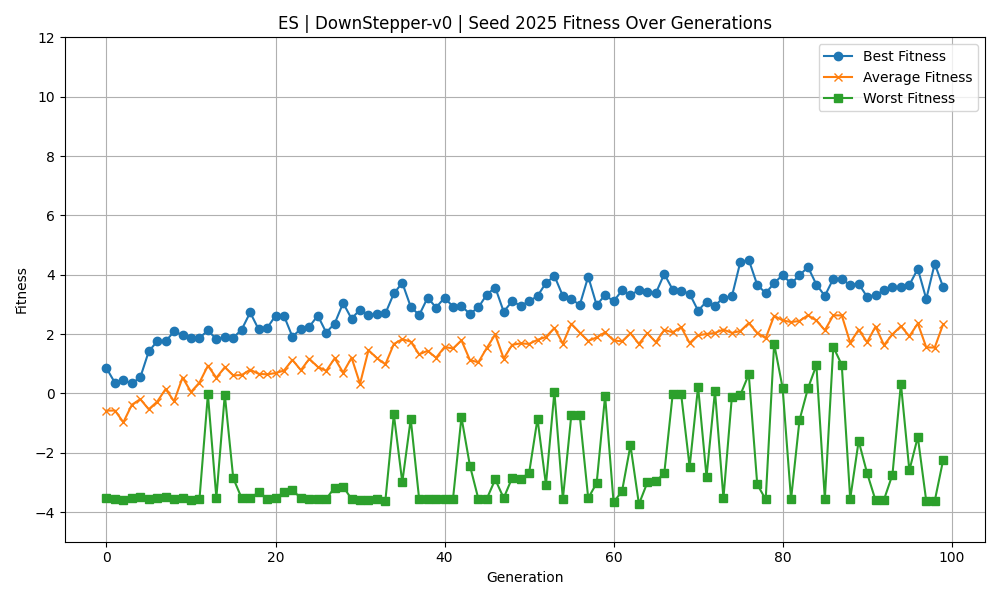 ES | DownStepper-v0 | Seed 2025 Fitness Over Generations
Best Fitness
Average Fitness
Worst Fitness
Fitness
12
10
8
6
4
2
0
−2
−4
0 20 40 60 80 100
Generation